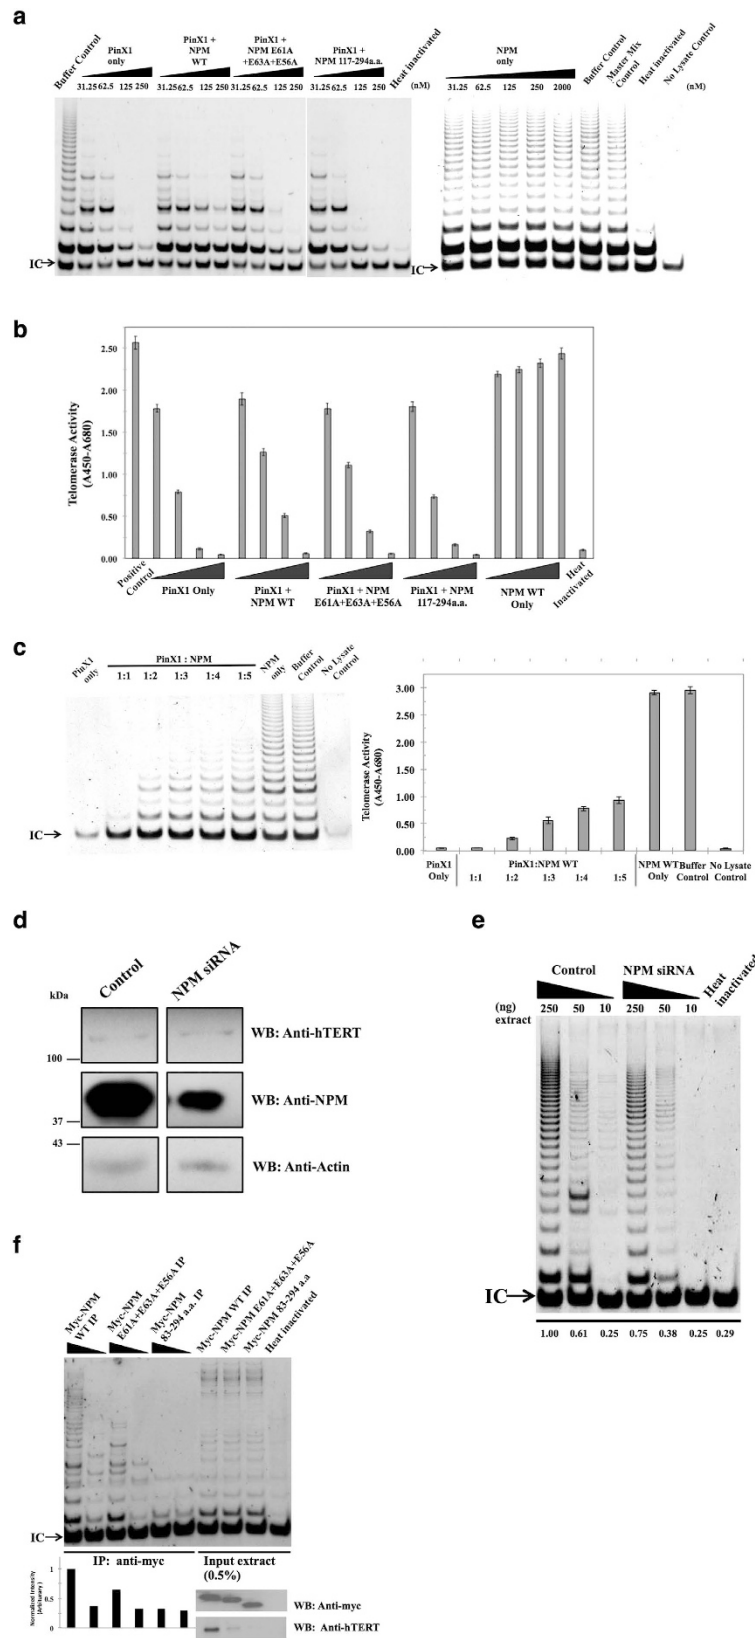 a
Buffer Control
PinX1 only
PinX1 + NPM WT
PinX1 + NPM E61A +E63A+E56A
PinX1 + NPM 117-294a.a.
Heat inactivated
31.25 62.5 125 250 31.25 62.5 125 250 31.25 62.5 125 250 31.25 62.5 125 250 (nM)
IC
NPM only
Buffer Control
Master Mix Control
Heat inactivated
No Lysate Control
31.25 62.5 125 250 2000 (nM)
IC
b
Telomerase Activity
(A450-A680)
2.50
2.00
1.50
1.00
0.50
0.00
Positive Control
PinX1 Only
PinX1 + NPM WT
PinX1 + NPM E61A+E63A+E56A
PinX1 + NPM 117-294a.a.
NPM WT Only
Heat Inactivated
c
PinX1 only
PinX1 : NPM
1:1 1:2 1:3 1:4 1:5
NPM only
Buffer Control
No Lysate Control
IC
Telomerase Activity
(A450-A680)
3.00
2.50
2.00
1.50
1.00
0.50
0.00
PinX1 Only
PinX1:NPM WT
1:1 1:2 1:3 1:4 1:5
NPM WT Only
Buffer Control
No Lysate Control
d
Control
NPM siRNA
kDa
100
37
43
WB: Anti-hTERT
WB: Anti-NPM
WB: Anti-Actin
e
Control
NPM siRNA
Heat inactivated
(ng) extract
250 50 10 250 50 10
IC
1.00 0.61 0.25 0.75 0.38 0.25 0.29
f
Myc-NPM WT IP
Myc-NPM E61A+E63A+E56A IP
Myc-NPM 83-294 a.a. IP
Myc-NPM WT IP
Myc-NPM E61A+E63A+E56A
Myc-NPM 83-294 a.a
Heat inactivated
IC
IP: anti-myc
Input extract
(0.5%)
Normalized Intensity
(Arbitrary)
1
0.5
0
WB: Anti-myc
WB: Anti-hTERT